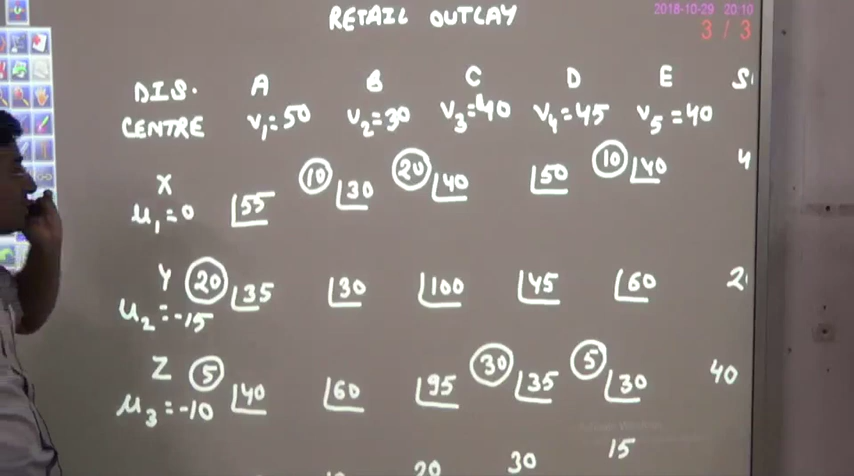 RETAIL OUTLAY
2018-10-29 20:10
3 / 3
DIS. A B C D E S
CENTRE V₁=50 V₂=30 V₃=40 V₄=45 V₅=40
X 10 30 20 40 50 10 40 4
u₁=0 55
Y 20 35 30 100 45 60 2
u₂=-15
Z 5 40 60 95 30 35 5 30 40
u₃=-10
20 30 15